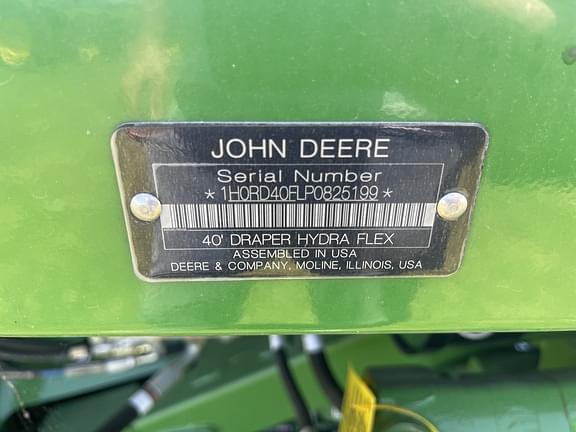 JOHN DEERE
Serial Number
*1H0RD40FLP0825199*
40' DRAPER HYDRA FLEX
ASSEMBLED IN USA
DEERE & COMPANY, MOLINE, ILLINOIS, USA